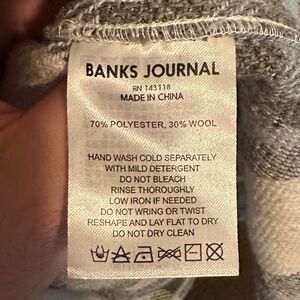 BANKS JOURNAL
RN 143118
MADE IN CHINA
70% POLYESTER, 30% WOOL
HAND WASH COLD SEPARATELY
WITH MILD DETERGENT
DO NOT BLEACH
RINSE THOROUGHLY
LOW IRON IF NEEDED
DO NOT WRING OR TWIST
RESHAPE AND LAY FLAT TO DRY
DO NOT DRY CLEAN